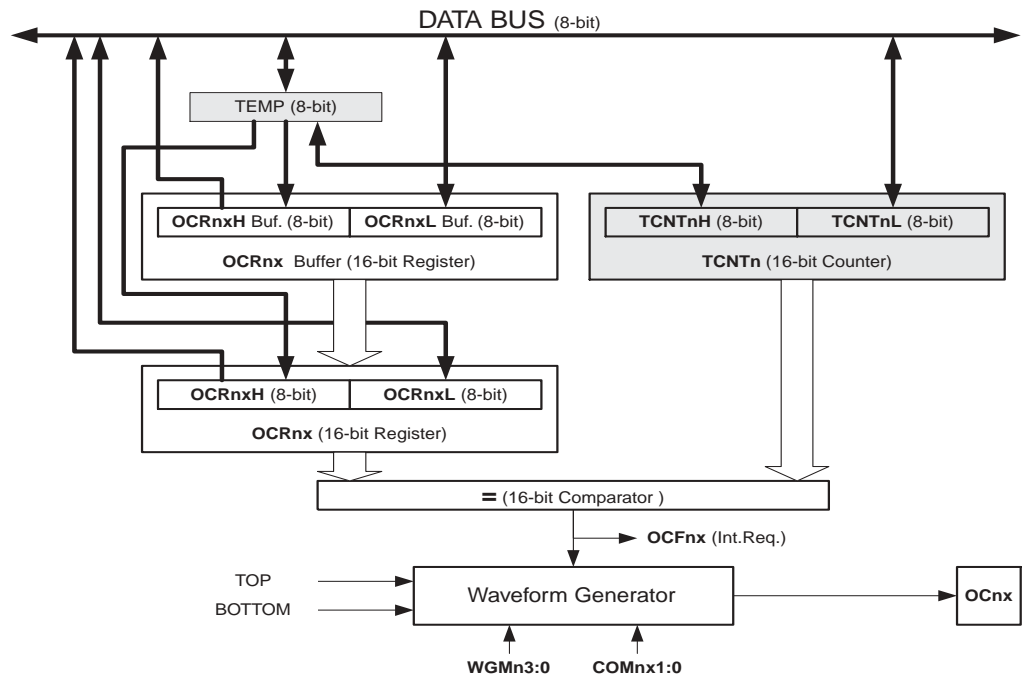 DATA BUS (8-bit)
TEMP (8-bit)
OCRnxH Buf. (8-bit) OCRnxL Buf. (8-bit)
OCRnx Buffer (16-bit Register)
TCNTnH (8-bit) TCNTnL (8-bit)
TCNTn (16-bit Counter)
OCRnxH (8-bit) OCRnxL (8-bit)
OCRnx (16-bit Register)
= (16-bit Comparator )
OCFnx (Int.Req.)
TOP
BOTTOM
Waveform Generator
OCnx
WGMn3:0 COMnx1:0